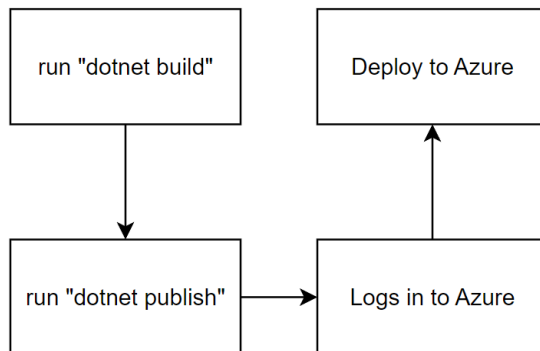 run "dotnet build"
Deploy to Azure
run "dotnet publish"
Logs in to Azure